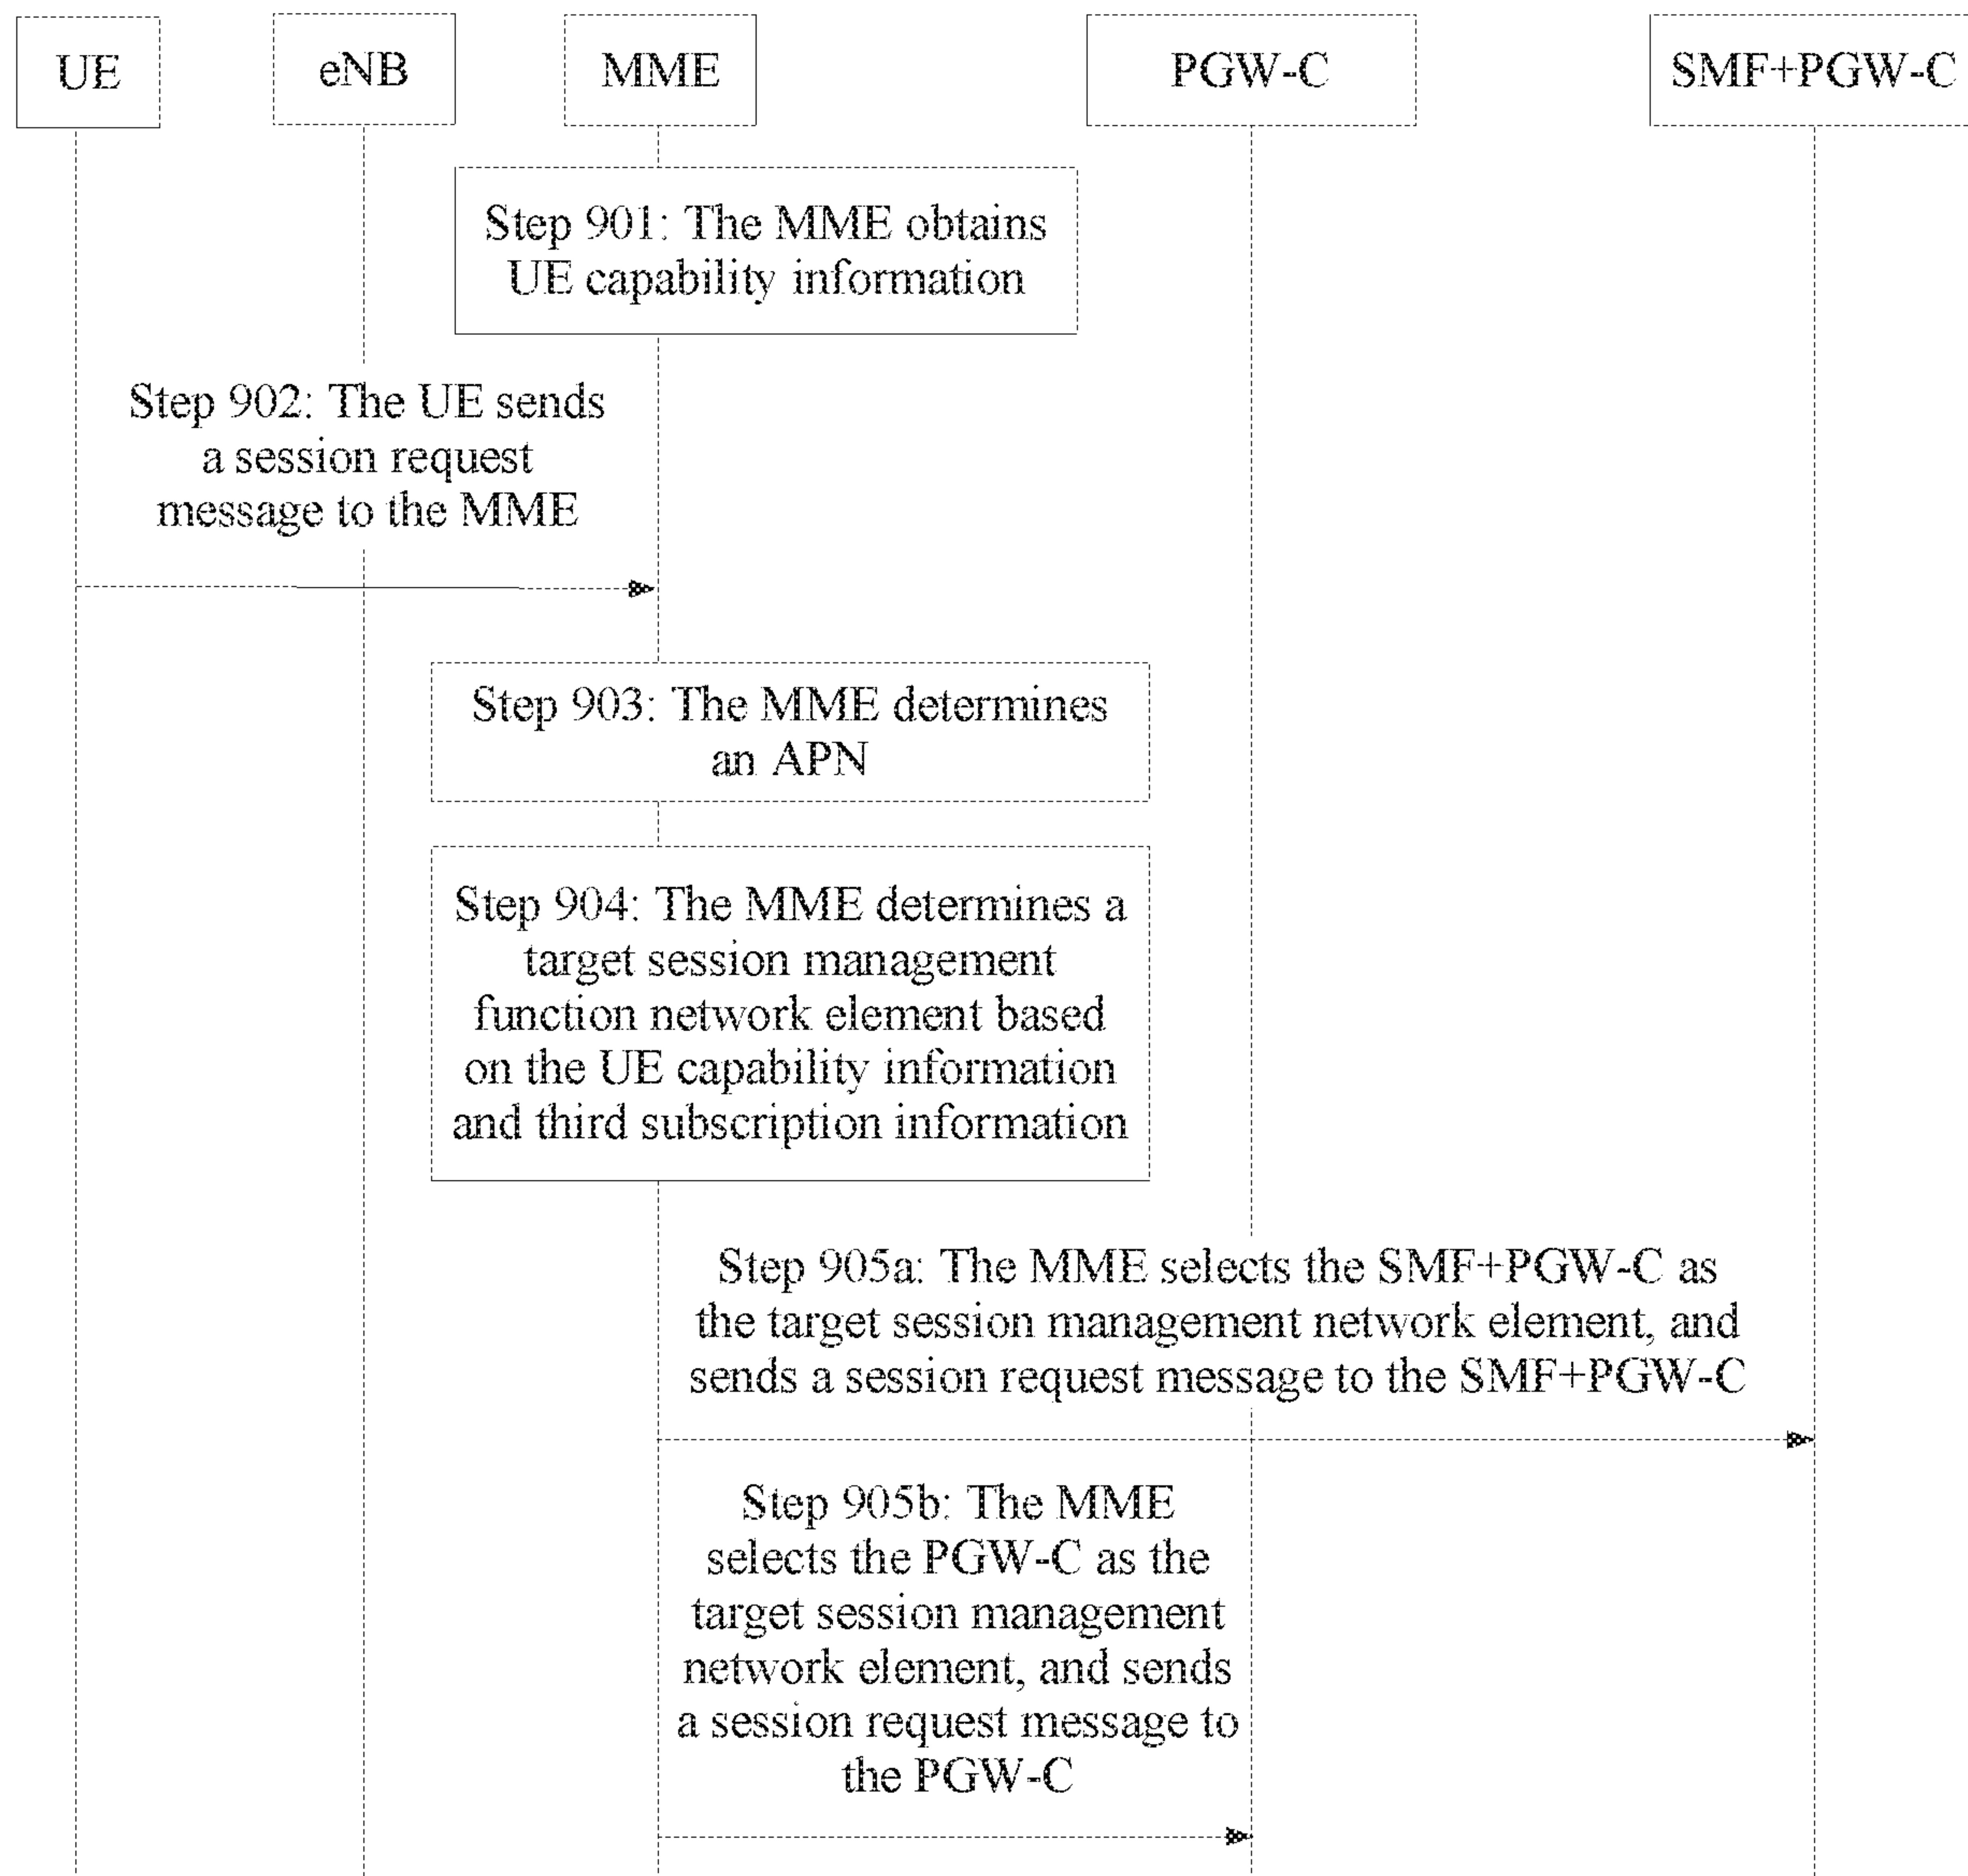 UE
eNB
MME
PGW-C
SMF+PGW-C
Step 901: The MME obtains
UE capability information
Step 902: The UE sends
a session request
message to the MME
Step 903: The MME determines
an APN
Step 904: The MME determines a
target session management
function network element based
on the UE capability information
and third subscription information
Step 905a: The MME selects the SMF+PGW-C as
the target session management network element, and
sends a session request message to the SMF+PGW-C
Step 905b: The MME
selects the PGW-C as the
target session management
network element, and sends
a session request message to
the PGW-C